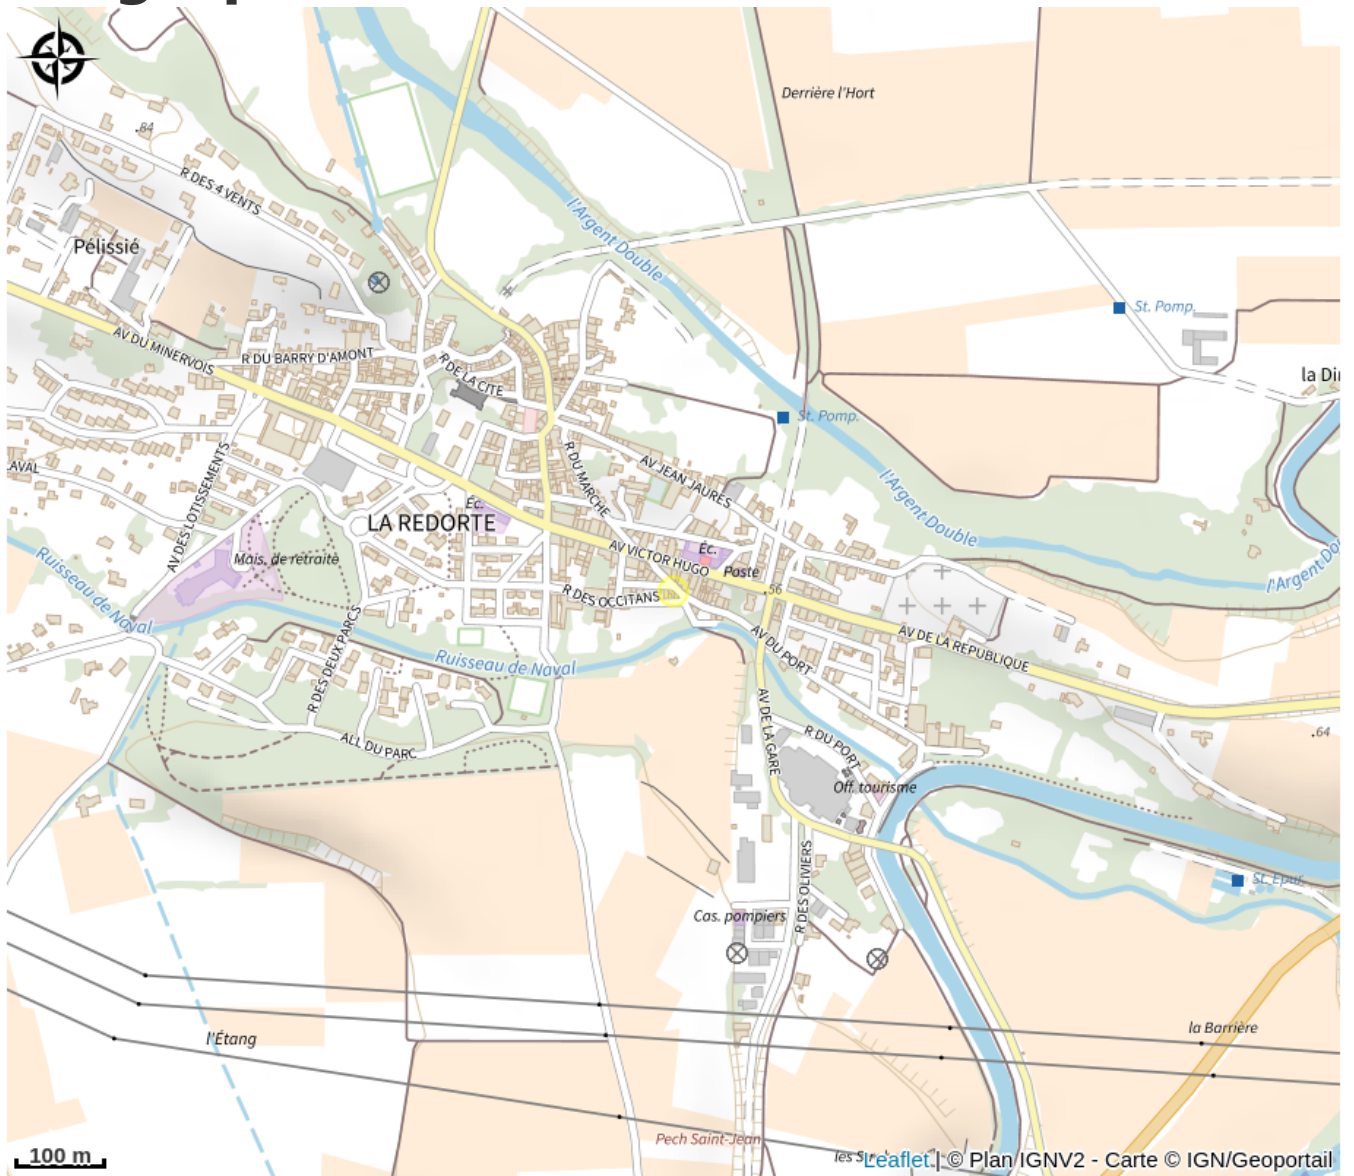 Derrière l'Hort
84
R DES 4 VENTS
l'Argent Double
Pélissié
St. Pomp.
AV DU MINERVOIS
R DU BARRY D'AMONT
R DE LA CITE
la Di
St. Pomp.
R DU MARCHE
AV JEAN JAURES
LAVAL
AV DES LOTISSEMENTS
Éc.
LA REDORTE
l'Argent Double
Mais. de retraite
AV VICTOR HUGO
Éc.
Poste
l'Argent Do
Ruisseau de Naval
R DES OCCITANS
56
AV DU PORT
AV DE LA REPUBLIQUE
R DES DEUX PARCS
Ruisseau de Naval
AV DE LA GARE
ALL DU PARC
R DU PORT
64
Off. tourisme
R DES OLIVIERS
St. Epur.
Cas. pompiers
l'Étang
la Barrière
Pech Saint-Jean
100 m
les S
Leaflet | © Plan IGNV2 - Carte © IGN/Geoportail